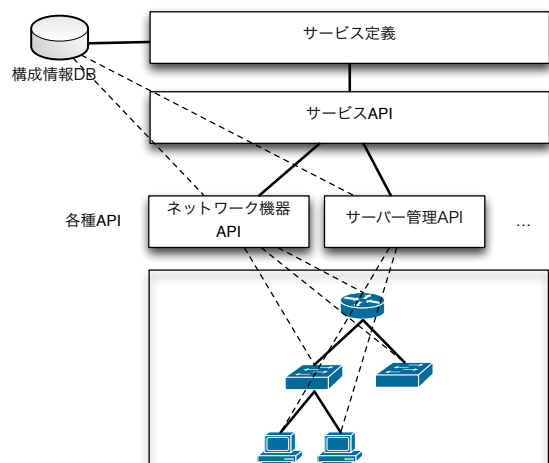 サービス定義
構成情報DB
サービスAPI
各種API
ネットワーク機器
API
サーバー管理API
…